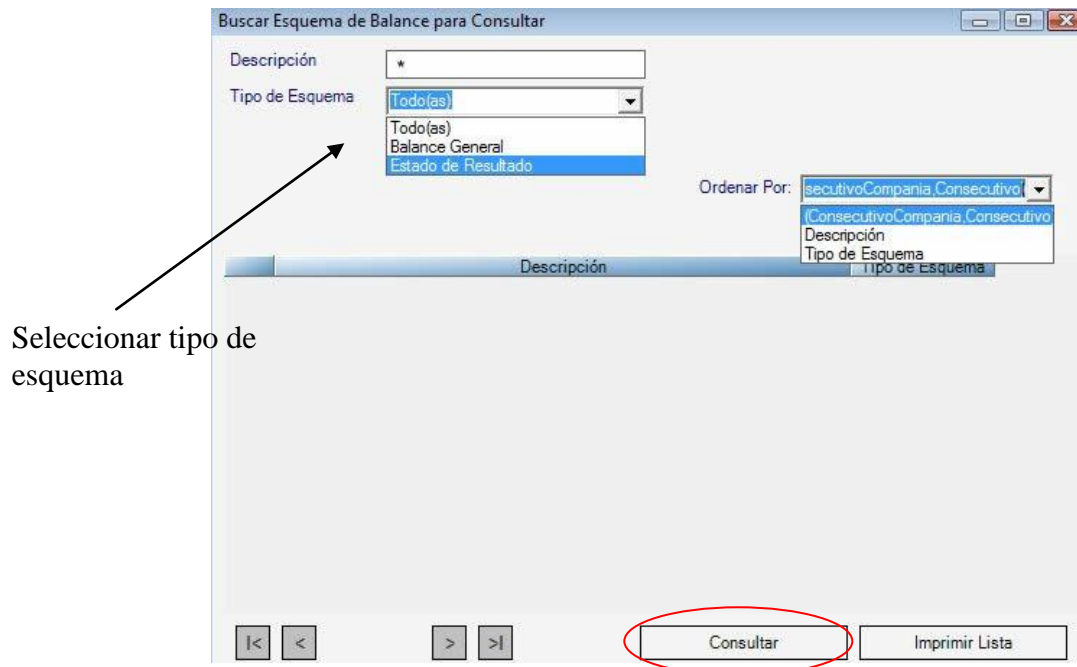 Buscar Esquema de Balance para Consultar
Descripción
*
Tipo de Esquema
Todo(as)
Todo(as)
Balance General
Estado de Resultado
Ordenar Por:
secutivoCompania,Consecutivo(
(ConsecutivoCompania,Consecutivo
Descripción
Tipo de Esquema
Descripción
Tipo de Esquema
Seleccionar tipo de
esquema
|<
<
>
>|
Consultar
Imprimir Lista